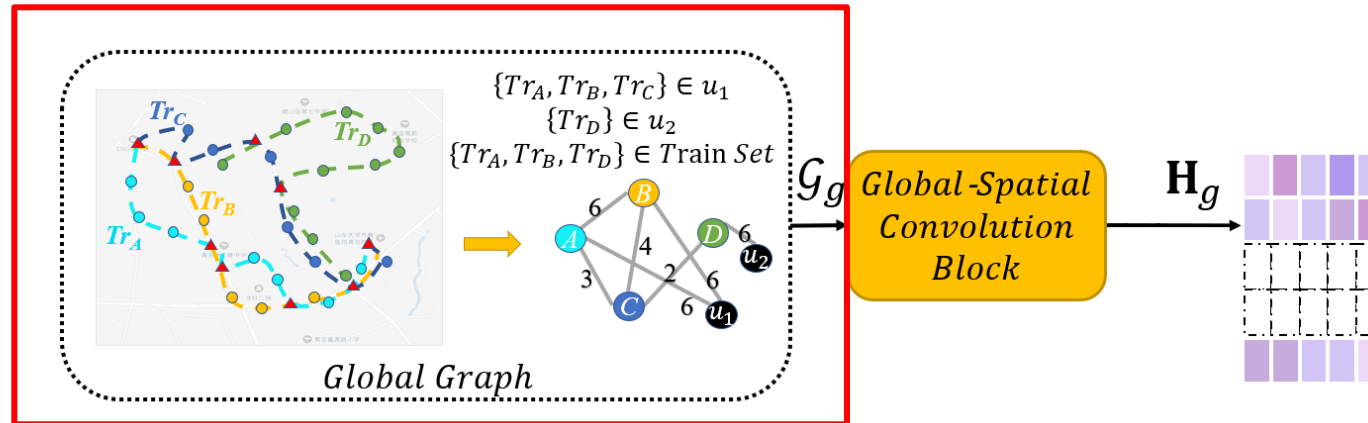 {Tr_A, Tr_B, Tr_C} ∈ u_1
{Tr_D} ∈ u_2
{Tr_A, Tr_B, Tr_D} ∈ Train Set
Tr_C
Tr_D
Tr_B
Tr_A
B
6
A
D
6
4
u_2
3
2
6
C
6
u_1
Global Graph
𝒢_g
Global-Spatial
Convolution
Block
H_g